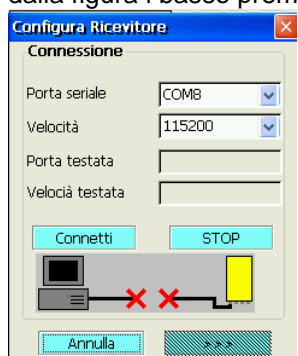 dalla figura i basso prem
Configura Ricevitore
Connessione
Porta seriale COM8
Velocità 115200
Porta testata
Velocià testata
Connetti STOP
Annulla >>>